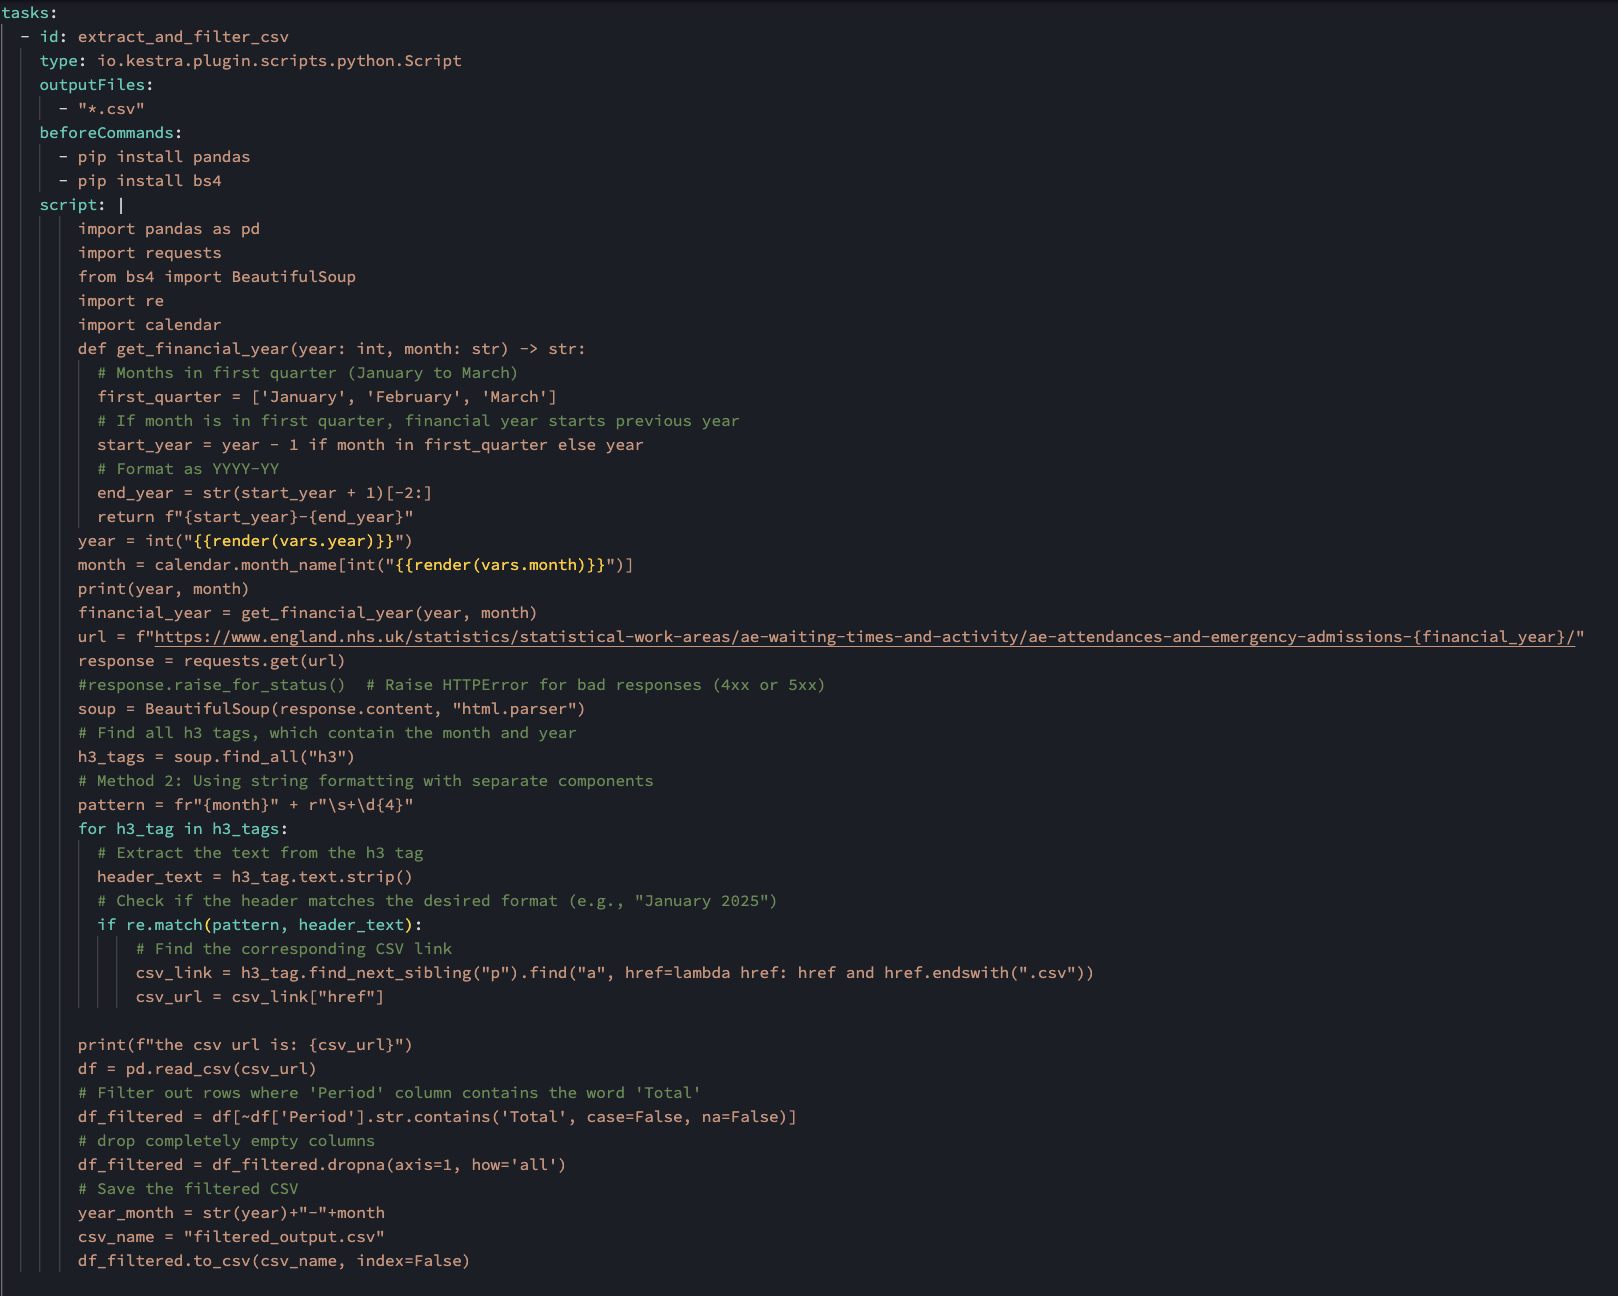 tasks:
  - id: extract_and_filter_csv
    type: io.kestra.plugin.scripts.python.Script
    outputFiles:
      - "*.csv"
    beforeCommands:
      - pip install pandas
      - pip install bs4
    script: |
        import pandas as pd
        import requests
        from bs4 import BeautifulSoup
        import re
        import calendar
        def get_financial_year(year: int, month: str) -> str:
          # Months in first quarter (January to March)
          first_quarter = ['January', 'February', 'March']
          # If month is in first quarter, financial year starts previous year
          start_year = year - 1 if month in first_quarter else year
          # Format as YYYY-YY
          end_year = str(start_year + 1)[-2:]
          return f"{start_year}-{end_year}"
        year = int("{{render(vars.year)}}")
        month = calendar.month_name[int("{{render(vars.month)}}")]
        print(year, month)
        financial_year = get_financial_year(year, month)
        url = f"https://www.england.nhs.uk/statistics/statistical-work-areas/ae-waiting-times-and-activity/ae-attendances-and-emergency-admissions-{financial_year}/"
        response = requests.get(url)
        #response.raise_for_status()  # Raise HTTPError for bad responses (4xx or 5xx)
        soup = BeautifulSoup(response.content, "html.parser")
        # Find all h3 tags, which contain the month and year
        h3_tags = soup.find_all("h3")
        # Method 2: Using string formatting with separate components
        pattern = fr"{month}" + r"\s+\d{4}"
        for h3_tag in h3_tags:
          # Extract the text from the h3 tag
          header_text = h3_tag.text.strip()
          # Check if the header matches the desired format (e.g., "January 2025")
          if re.match(pattern, header_text):
              # Find the corresponding CSV link
              csv_link = h3_tag.find_next_sibling("p").find("a", href=lambda href: href and href.endswith(".csv"))
              csv_url = csv_link["href"]

        print(f"the csv url is: {csv_url}")
        df = pd.read_csv(csv_url)
        # Filter out rows where 'Period' column contains the word 'Total'
        df_filtered = df[~df['Period'].str.contains('Total', case=False, na=False)]
        # drop completely empty columns
        df_filtered = df_filtered.dropna(axis=1, how='all')
        # Save the filtered CSV
        year_month = str(year)+"-"+month
        csv_name = "filtered_output.csv"
        df_filtered.to_csv(csv_name, index=False)